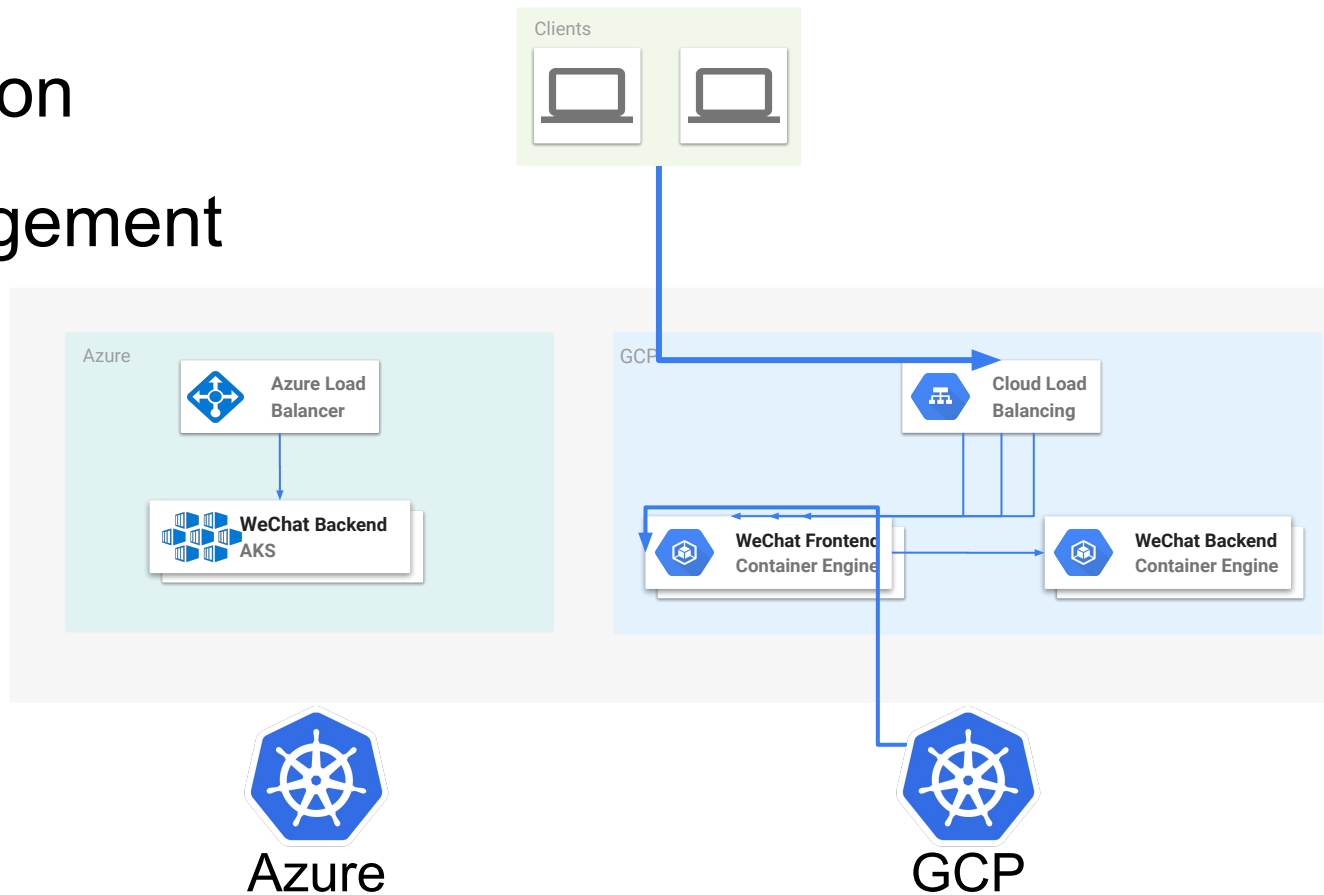 on
gement
Clients
Azure
Azure Load
Balancer
WeChat Backend
AKS
GCP
Cloud Load
Balancing
WeChat Frontend
Container Engine
WeChat Backend
Container Engine
Azure
GCP